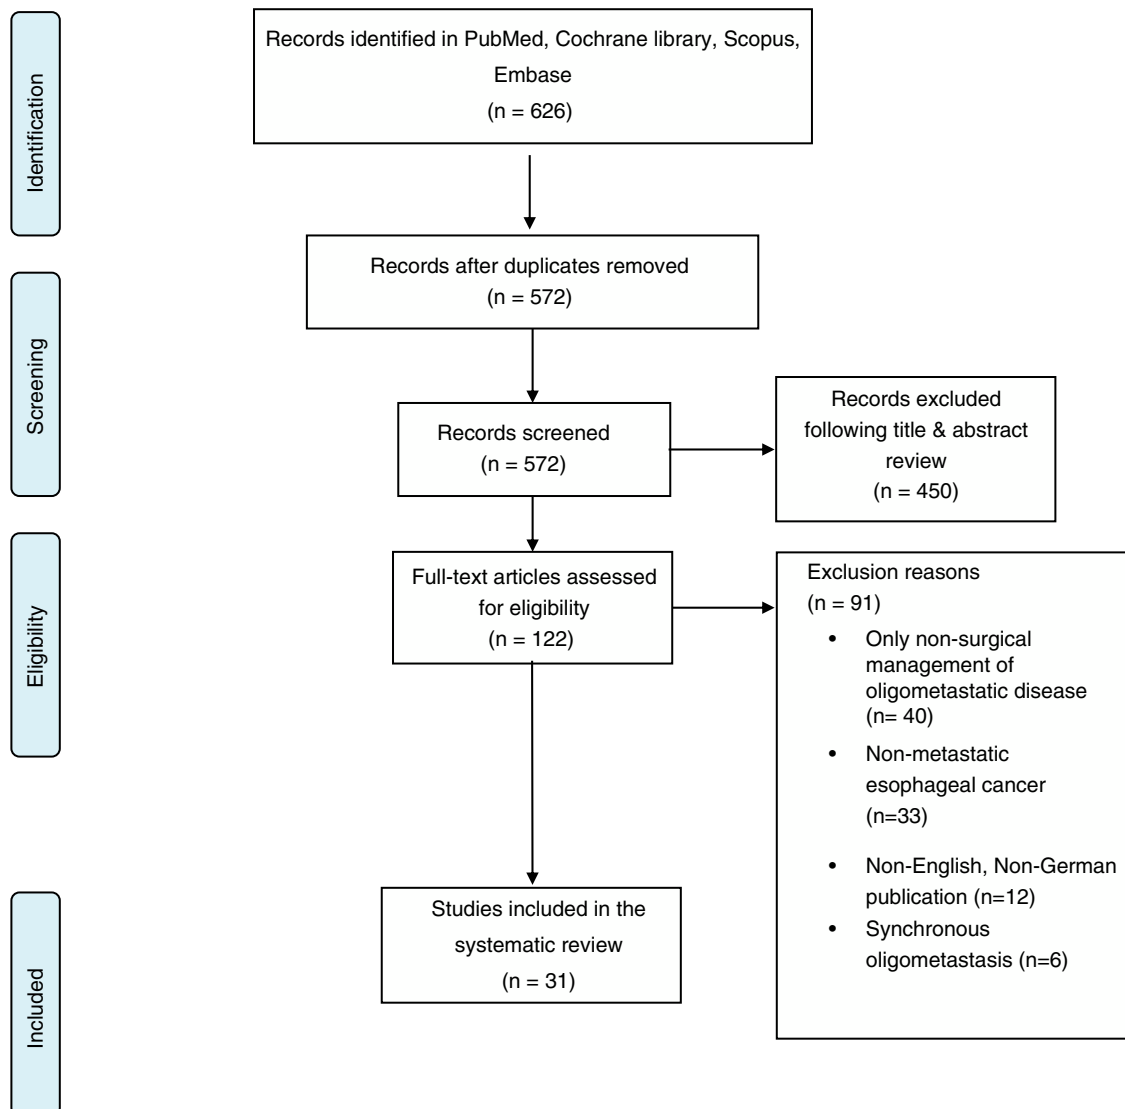 Identification
Records identified in PubMed, Cochrane library, Scopus,
Embase
(n = 626)
Records after duplicates removed
(n = 572)
Screening
Records screened
(n = 572)
Records excluded
following title & abstract
review
(n = 450)
Eligibility
Full-text articles assessed
for eligibility
(n = 122)
Exclusion reasons
(n = 91)
• Only non-surgical
management of
oligometastatic disease
(n= 40)
• Non-metastatic
esophageal cancer
(n=33)
• Non-English, Non-German
publication (n=12)
• Synchronous
oligometastasis (n=6)
Included
Studies included in the
systematic review
(n = 31)